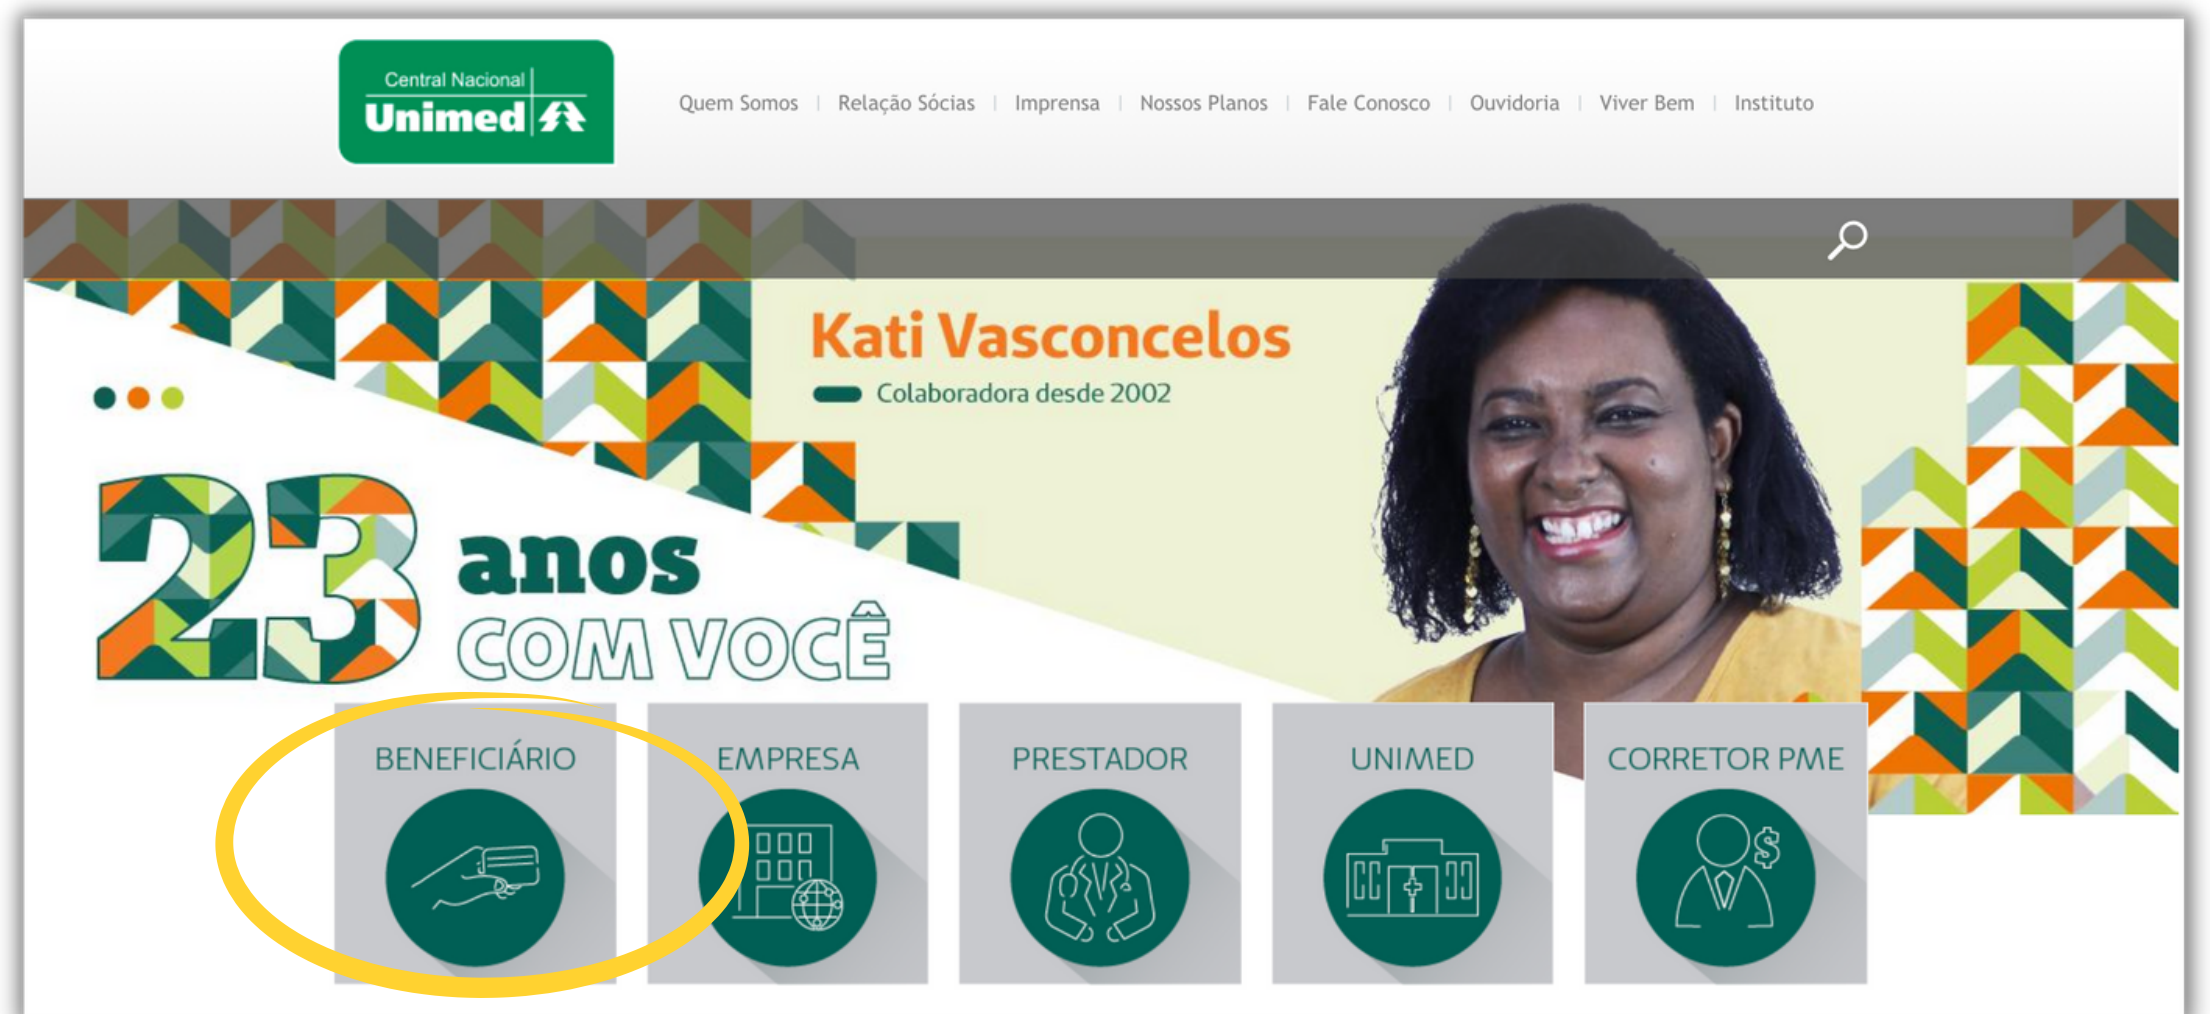 Central Nacional
Unimed
Quem Somos | Relação Sócias | Imprensa | Nossos Planos | Fale Conosco | Ouvidoria | Viver Bem | Instituto
Kati Vasconcelos
Colaboradora desde 2002
23 anos
COM VOCÊ
BENEFICIÁRIO
EMPRESA
PRESTADOR
UNIMED
CORRETOR PME
$